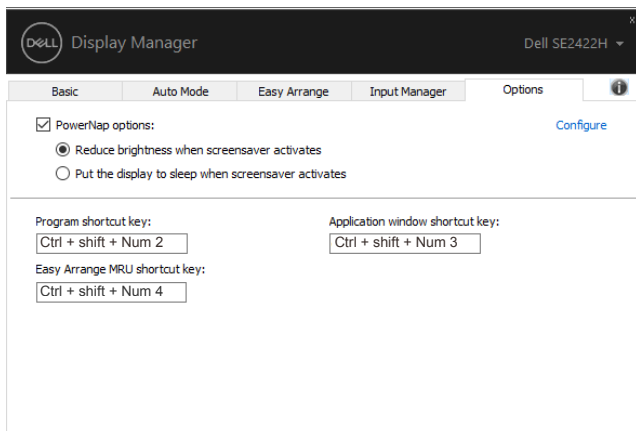 DELL Display Manager
Dell SE2422H
Basic Auto Mode Easy Arrange Input Manager Options
PowerNap options:
Configure
Reduce brightness when screensaver activates
Put the display to sleep when screensaver activates
Program shortcut key:
Application window shortcut key:
Ctrl + shift + Num 2
Ctrl + shift + Num 3
Easy Arrange MRU shortcut key:
Ctrl + shift + Num 4